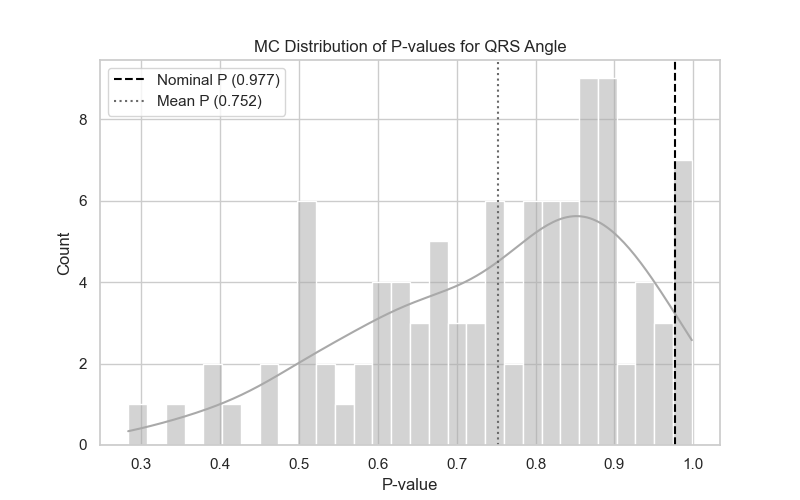 MC Distribution of P-values for QRS Angle
Nominal P (0.977)
Mean P (0.752)
Count
8
6
4
2
0
0.3 0.4 0.5 0.6 0.7 0.8 0.9 1.0
P-value